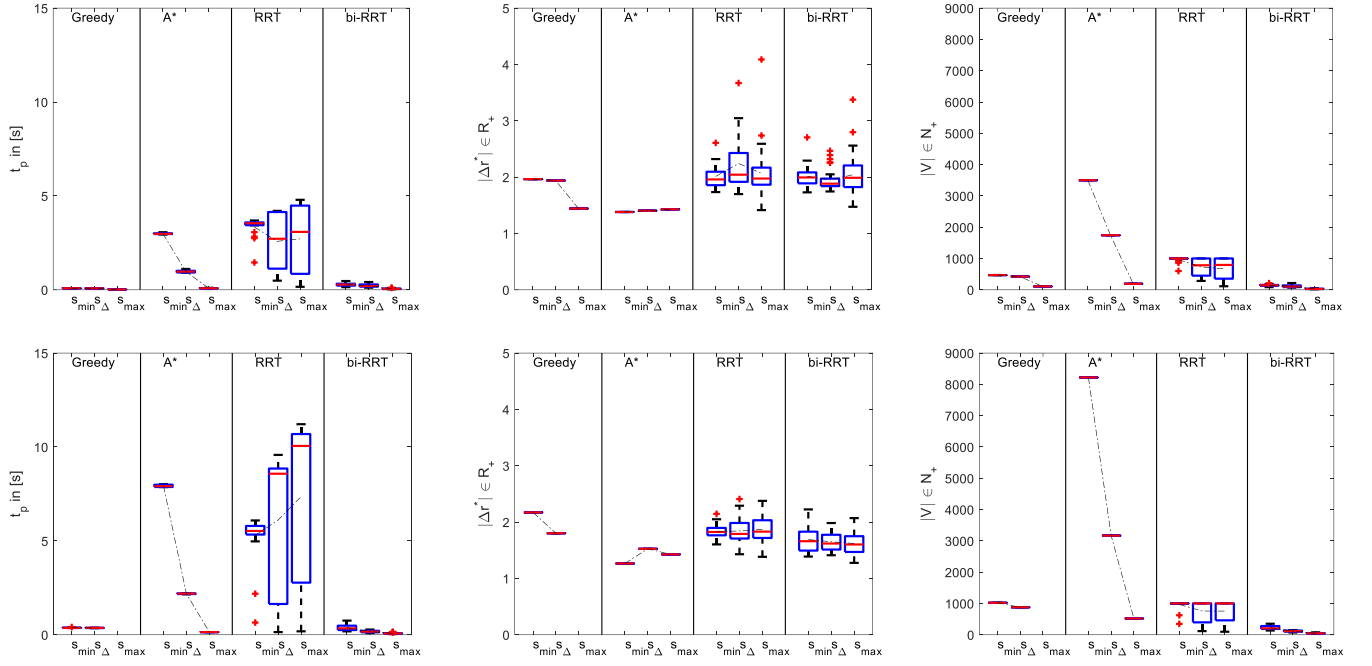 Greedy A* RRT bi-RRT
15
10
5
0
t_p in [s]
s_min s_Δ s_max s_min s_Δ s_max s_min s_Δ s_max s_min s_Δ s_max
Greedy A* RRT bi-RRT
5
4
3
2
1
0
|Δr*| ∈ R_+
s_min s_Δ s_max s_min s_Δ s_max s_min s_Δ s_max s_min s_Δ s_max
Greedy A* RRT bi-RRT
9000
8000
7000
6000
5000
4000
3000
2000
1000
0
|V| ∈ N_+
s_min s_Δ s_max s_min s_Δ s_max s_min s_Δ s_max s_min s_Δ s_max
Greedy A* RRT bi-RRT
15
10
5
0
t_p in [s]
s_min s_Δ s_max s_min s_Δ s_max s_min s_Δ s_max s_min s_Δ s_max
Greedy A* RRT bi-RRT
5
4
3
2
1
0
|Δr*| ∈ R_+
s_min s_Δ s_max s_min s_Δ s_max s_min s_Δ s_max s_min s_Δ s_max
Greedy A* RRT bi-RRT
9000
8000
7000
6000
5000
4000
3000
2000
1000
0
|V| ∈ N_+
s_min s_Δ s_max s_min s_Δ s_max s_min s_Δ s_max s_min s_Δ s_max